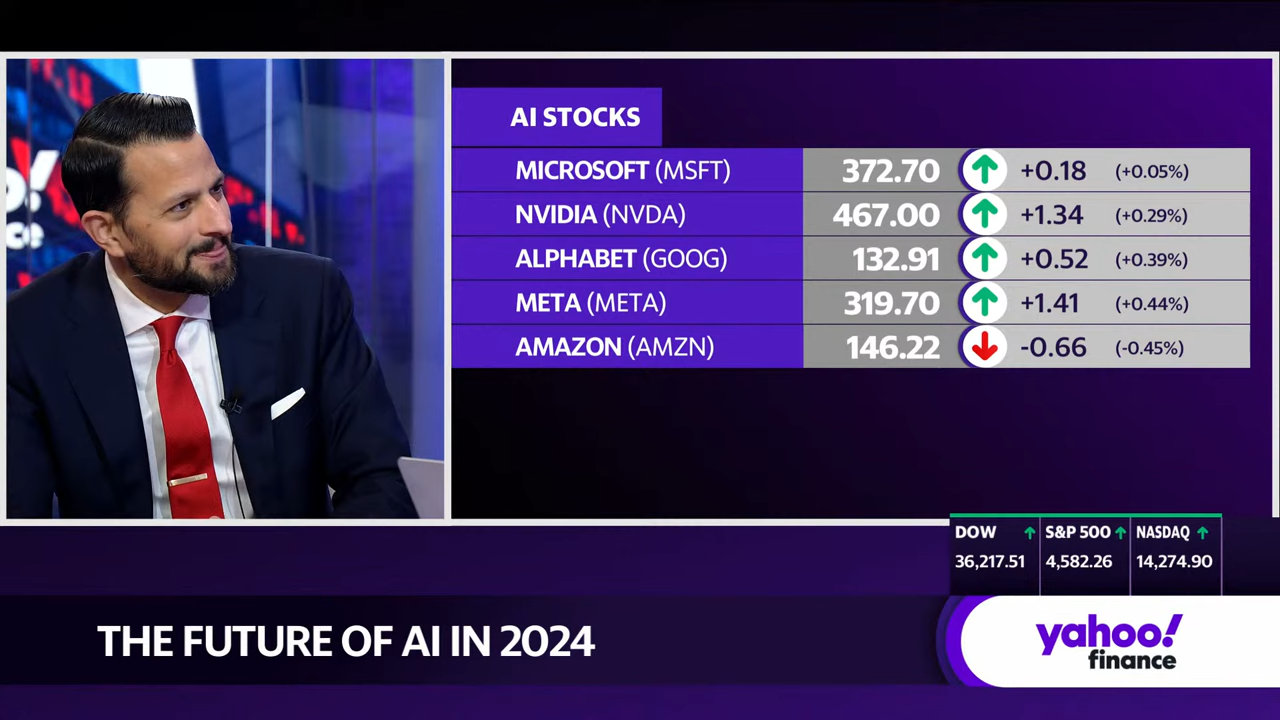 AI STOCKS
MICROSOFT (MSFT) 372.70 +0.18 (+0.05%)
NVIDIA (NVDA) 467.00 +1.34 (+0.29%)
ALPHABET (GOOG) 132.91 +0.52 (+0.39%)
META (META) 319.70 +1.41 (+0.44%)
AMAZON (AMZN) 146.22 -0.66 (-0.45%)
DOW S&P 500 NASDAQ
36,217.51 4,582.26 14,274.90
THE FUTURE OF AI IN 2024
yahoo!
finance